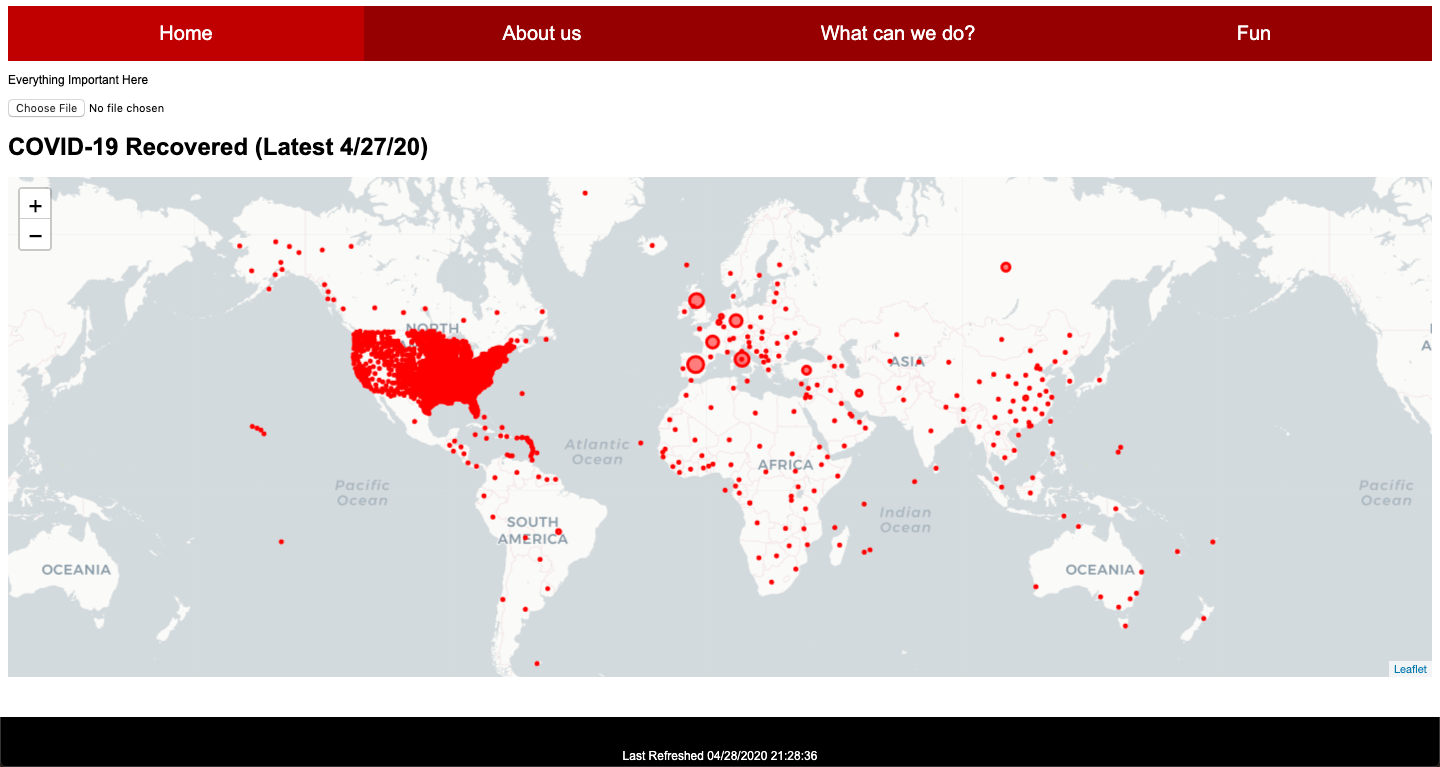 Home About us What can we do? Fun
Everything Important Here
Choose File No file chosen
COVID-19 Recovered (Latest 4/27/20)
+
−
NORTH
ASIA
A
Atlantic
Ocean
AFRICA
Pacific
Ocean
Pacific
Ocean
SOUTH
AMERICA
Indian
Ocean
OCEANIA
OCEANIA
Leaflet
Last Refreshed 04/28/2020 21:28:36